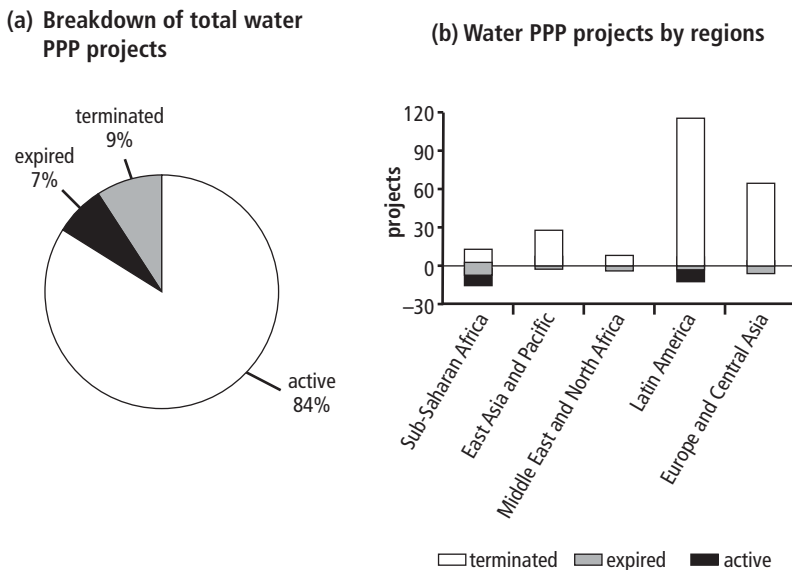 (a) Breakdown of total water
PPP projects
terminated
9%
expired
7%
active
84%
(b) Water PPP projects by regions
projects
120
90
60
30
0
–30
Sub-Saharan Africa
East Asia and Pacific
Middle East and North Africa
Latin America
Europe and Central Asia
terminated expired active